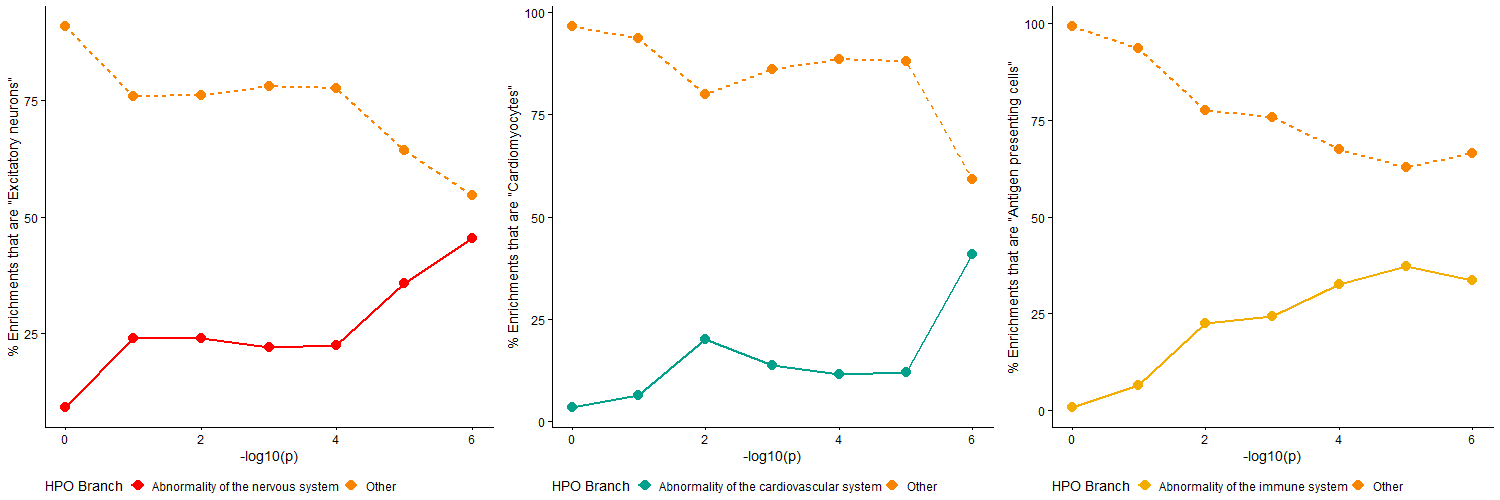 % Enrichments that are "Excitatory neurons"
75
50
25
0 2 4 6
-log10(p)
HPO Branch Abnormality of the nervous system Other
% Enrichments that are "Cardiomyocytes"
100
75
50
25
0
0 2 4 6
-log10(p)
HPO Branch Abnormality of the cardiovascular system Other
% Enrichments that are "Antigen presenting cells"
100
75
50
25
0
0 2 4 6
-log10(p)
HPO Branch Abnormality of the immune system Other